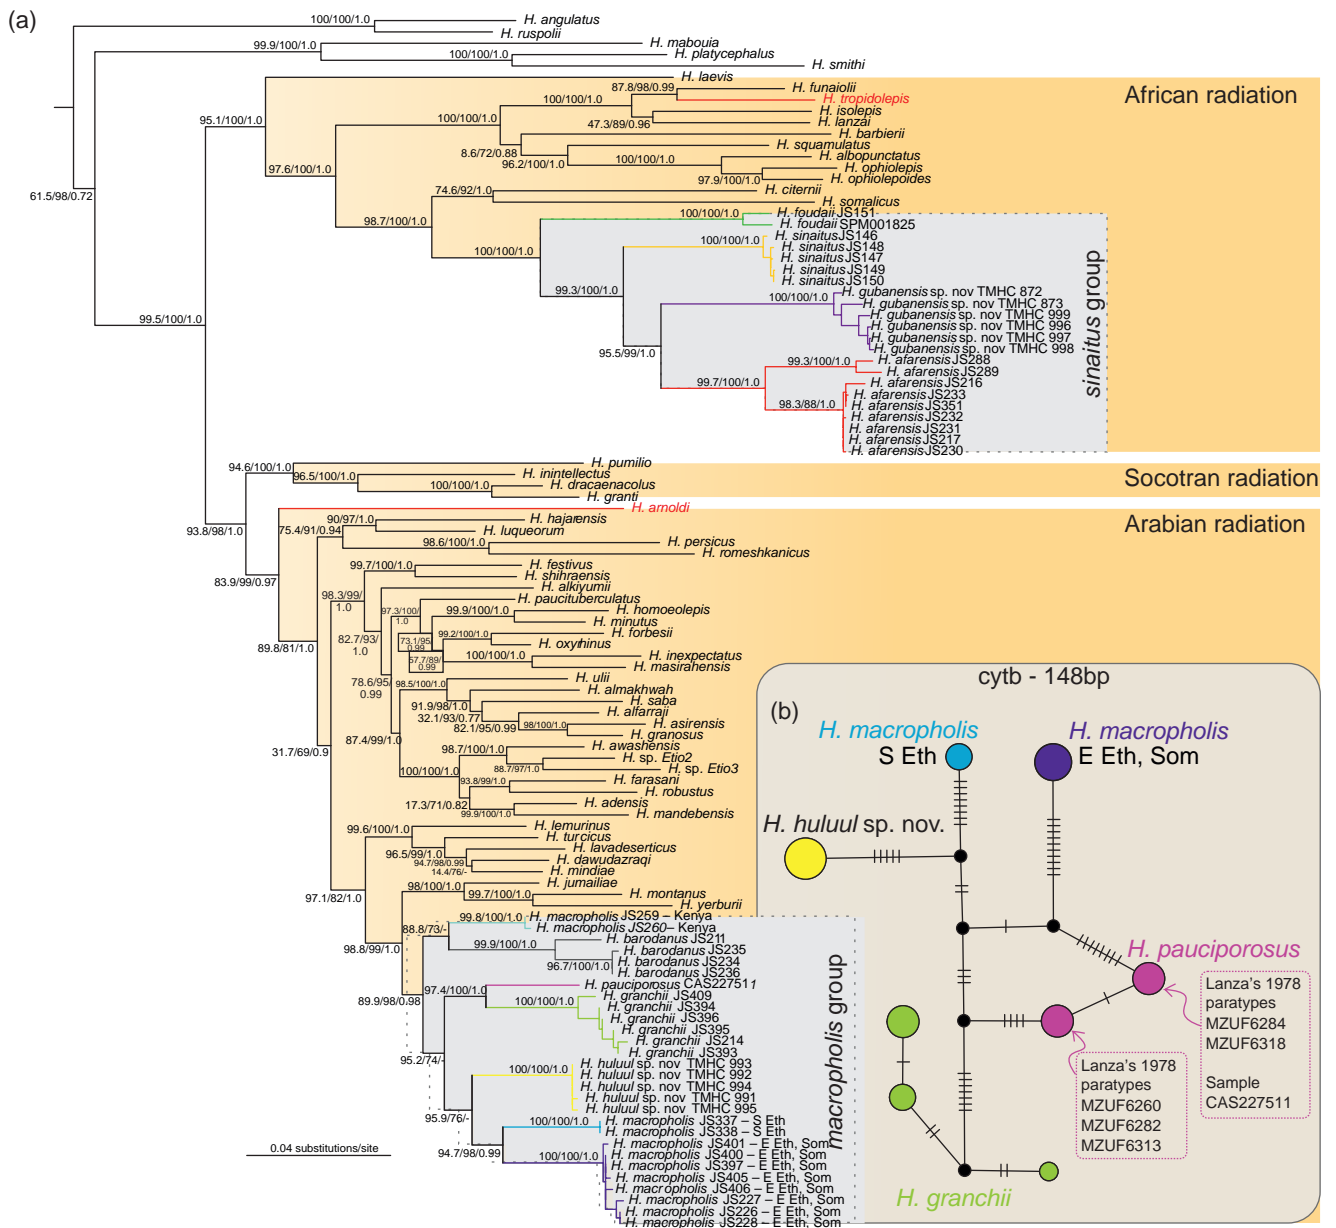 (a)
100/100/1.0
H. angulatus
H. ruspolii
99.9/100/1.0
H. mabouia
100/100/1.0
H. platycephalus
H. smithi
61.5/98/0.72
African radiation
H. laevis
95.1/100/1.0
87.8/98/0.99
H. funaiolii
H. tropidolepis
100/100/1.0
H. isolepis
47.3/89/0.96
H. lanzai
100/100/1.0
H. barbierii
8.6/72/0.88
H. squamulatus
96.2/100/1.0
100/100/1.0
H. albopunctatus
H. ophiolepis
97.9/100/1.0
H. ophiolepoides
97.6/100/1.0
74.6/92/1.0
H. citernii
H. somalicus
98.7/100/1.0
100/100/1.0
100/100/1.0
H. foudaii JS151
H. foudaii SPM001825
100/100/1.0
H. sinaitus JS146
H. sinaitus JS148
H. sinaitus JS147
H. sinaitus JS149
H. sinaitus JS150
99.3/100/1.0
100/100/1.0
H. gubanensis sp. nov TMHC 872
H. gubanensis sp. nov TMHC 873
H. gubanensis sp. nov TMHC 999
H. gubanensis sp. nov TMHC 996
H. gubanensis sp. nov TMHC 997
H. gubanensis sp. nov TMHC 998
95.5/99/1.0
99.3/100/1.0
H. afarensis JS288
H. afarensis JS289
99.7/100/1.0
H. afarensis JS216
98.3/88/1.0
H. afarensis JS233
H. afarensis JS351
H. afarensis JS232
H. afarensis JS231
H. afarensis JS217
H. afarensis JS230
sinaitus group
99.5/100/1.0
Socotran radiation
94.6/100/1.0
H. pumilio
96.5/100/1.0
H. inintellectus
100/100/1.0
H. dracaenacolus
H. granti
93.8/98/1.0
Arabian radiation
H. arnoldi
83.9/99/0.97
75.4/91/0.94
90/97/1.0
H. hajarensis
H. luqueorum
98.6/100/1.0
H. persicus
H. romeshkanicus
89.8/81/1.0
99.7/100/1.0
H. festivus
H. shihraensis
98.3/99/
1.0
H. alkiyumii
82.7/93/
1.0
97.3/100/
1.0
H. paucituberculatus
99.9/100/1.0
H. homoeolepis
H. minutus
73.1/95/
0.99
99.2/100/1.0
H. forbesii
H. oxyrhinus
57.7/89/
0.99
100/100/1.0
H. inexpectatus
H. masirahensis
78.6/95/
0.99
98.5/100/1.0
H. ulii
91.9/98/1.0
H. almakhwah
H. saba
32.1/93/0.77
H. alfarraji
82.1/95/0.99
98/100/1.0
H. asirensis
H. granosus
87.4/99/1.0
98.7/100/1.0
H. awashensis
H. sp. Etio2
88.7/97/1.0
H. sp. Etio3
100/100/1.0
93.8/99/1.0
H. farasani
H. robustus
17.3/71/0.82
H. adensis
99.9/100/1.0
H. mandebensis
31.7/69/0.9
99.6/100/1.0
H. lemurinus
H. turcicus
96.5/99/1.0
H. lavadeserticus
94.7/98/0.99
H. dawudazraqi
14.4/76/-
H. mindiae
97.1/82/1.0
98/100/1.0
H. jumailiae
99.7/100/1.0
H. montanus
H. yerburii
98.8/99/1.0
99.8/100/1.0
H. macropholis JS259 – Kenya
H. macropholis JS260 – Kenya
88.8/73/-
99.9/100/1.0
H. barodanus JS211
H. barodanus JS235
H. barodanus JS234
96.7/100/1.0
H. barodanus JS236
89.9/98/0.98
97.4/100/1.0
H. pauciporosus CAS227511
100/100/1.0
H. granchii JS409
H. granchii JS394
H. granchii JS396
H. granchii JS395
H. granchii JS214
H. granchii JS393
95.2/74/-
100/100/1.0
H. huluul sp. nov TMHC 993
H. huluul sp. nov TMHC 992
H. huluul sp. nov TMHC 994
H. huluul sp. nov TMHC 991
H. huluul sp. nov TMHC 995
95.9/76/-
100/100/1.0
H. macropholis JS337 – S Eth
H. macropholis JS338 – S Eth
94.7/98/0.99
100/100/1.0
H. macropholis JS401 – E Eth, Som
H. macropholis JS400 – E Eth, Som
H. macropholis JS397 – E Eth, Som
H. macropholis JS405 – E Eth, Som
H. macropholis JS406 – E Eth, Som
H. macropholis JS227 – E Eth, Som
H. macropholis JS226 – E Eth, Som
H. macropholis JS228 – E Eth, Som
macropholis group
0.04 substitutions/site
cytb - 148bp
(b)
H. macropholis
S Eth
H. macropholis
E Eth, Som
H. huluul sp. nov.
H. pauciporosus
Lanza's 1978
paratypes
MZUF6284
MZUF6318
Sample
CAS227511
Lanza's 1978
paratypes
MZUF6260
MZUF6282
MZUF6313
H. granchii